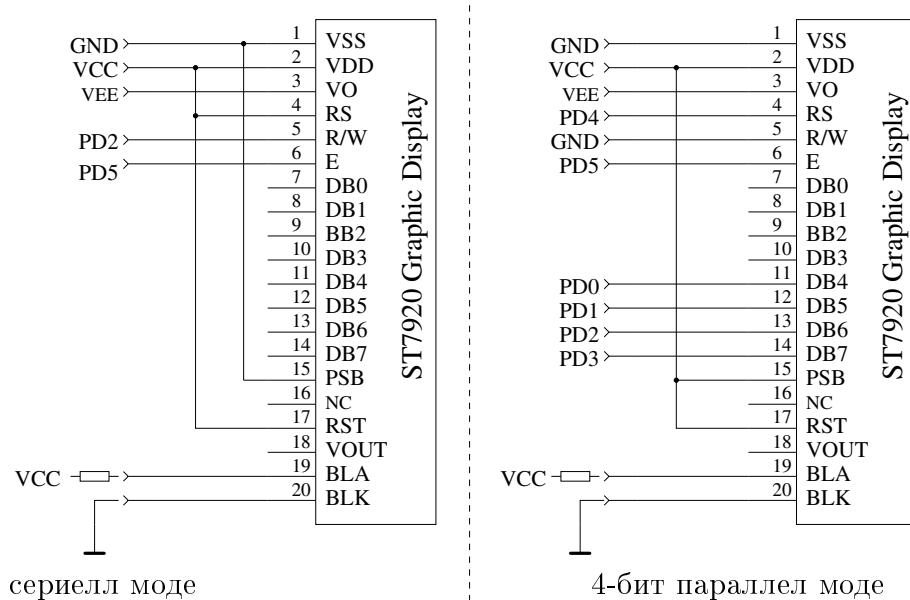 GND
VCC
VEE
PD2
PD5
VCC
1 VSS
2 VDD
3 VO
4 RS
5 R/W
6 E
7 DB0
8 DB1
9 BB2
10 DB3
11 DB4
12 DB5
13 DB6
14 DB7
15 PSB
16 NC
17 RST
18 VOUT
19 BLA
20 BLK
ST7920 Graphic Display
сериелл моде
GND
VCC
VEE
PD4
GND
PD5
PD0
PD1
PD2
PD3
VCC
1 VSS
2 VDD
3 VO
4 RS
5 R/W
6 E
7 DB0
8 DB1
9 BB2
10 DB3
11 DB4
12 DB5
13 DB6
14 DB7
15 PSB
16 NC
17 RST
18 VOUT
19 BLA
20 BLK
ST7920 Graphic Display
4-бит параллел моде